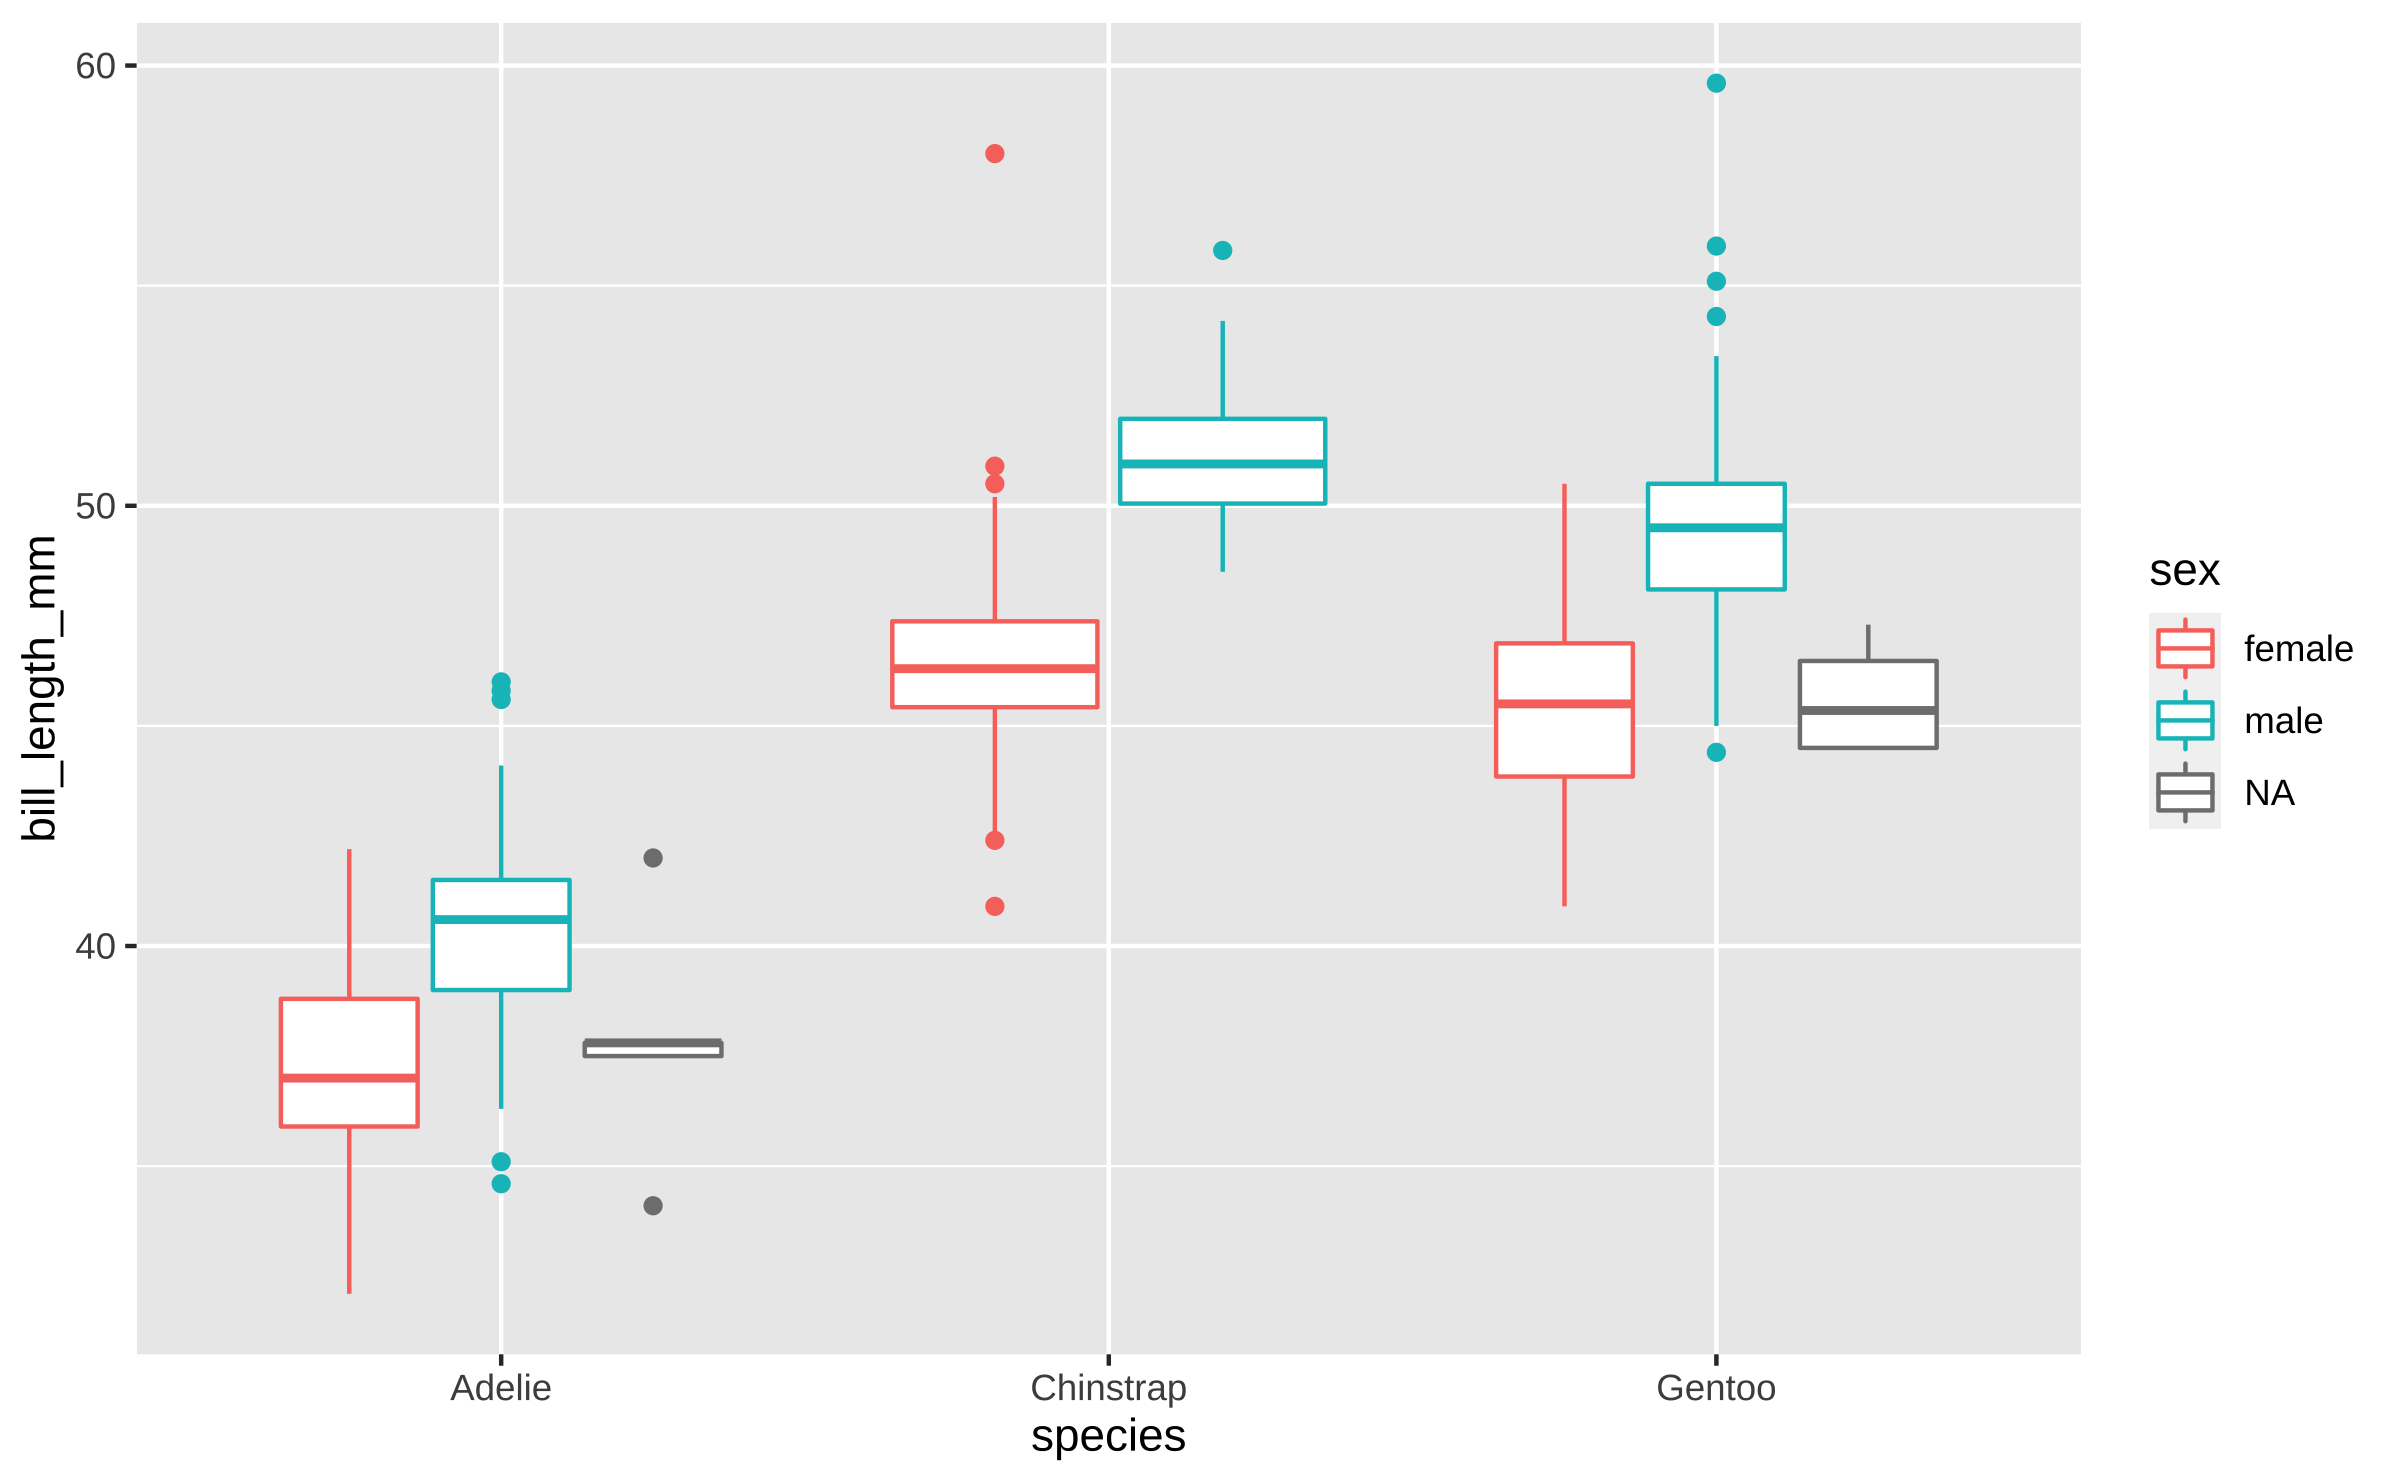 60
50
40
bill_length_mm
Adelie
Chinstrap
Gentoo
species
sex
female
male
NA